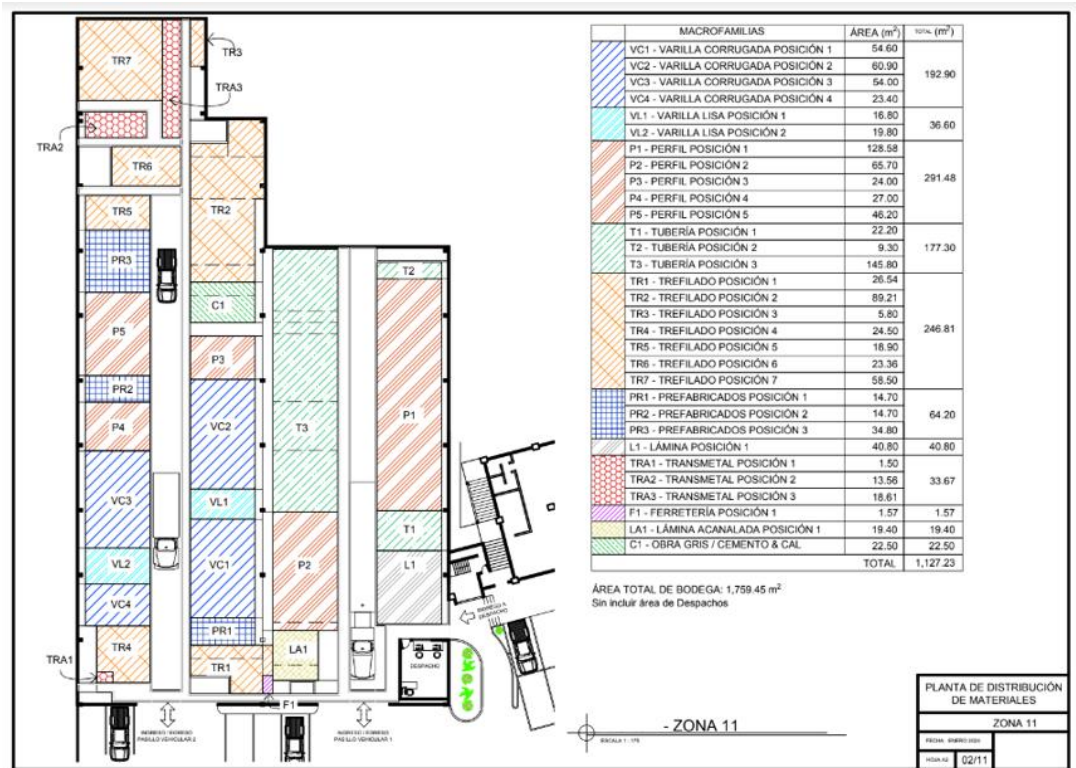 TR7
TR3
TRA3
TRA2
TR6
TR5
TR2
PR3
T2
C1
P5
P3
PR2
P4
VC2
P1
T3
VC3
VL1
T1
VL2
VC1
P2
L1
VC4
PR1
TR4
LA1
TRA1
TR1
F1
DESPACHO
INGRESO A
DESPACHO
INGRESO / EGRESO
PASILLO VEHICULAR 2
INGRESO / EGRESO
PASILLO VEHICULAR 1
MACROFAMILIAS ÁREA (m²) TOTAL (m²)
VC1 - VARILLA CORRUGADA POSICIÓN 1 54.60
VC2 - VARILLA CORRUGADA POSICIÓN 2 60.90
VC3 - VARILLA CORRUGADA POSICIÓN 3 54.00
VC4 - VARILLA CORRUGADA POSICIÓN 4 23.40
192.90
VL1 - VARILLA LISA POSICIÓN 1 16.80
VL2 - VARILLA LISA POSICIÓN 2 19.80
36.60
P1 - PERFIL POSICIÓN 1 128.58
P2 - PERFIL POSICIÓN 2 65.70
P3 - PERFIL POSICIÓN 3 24.00
P4 - PERFIL POSICIÓN 4 27.00
P5 - PERFIL POSICIÓN 5 46.20
291.48
T1 - TUBERÍA POSICIÓN 1 22.20
T2 - TUBERÍA POSICIÓN 2 9.30
T3 - TUBERÍA POSICIÓN 3 145.80
177.30
TR1 - TREFILADO POSICIÓN 1 26.54
TR2 - TREFILADO POSICIÓN 2 89.21
TR3 - TREFILADO POSICIÓN 3 5.80
TR4 - TREFILADO POSICIÓN 4 24.50
TR5 - TREFILADO POSICIÓN 5 18.90
TR6 - TREFILADO POSICIÓN 6 23.36
TR7 - TREFILADO POSICIÓN 7 58.50
246.81
PR1 - PREFABRICADOS POSICIÓN 1 14.70
PR2 - PREFABRICADOS POSICIÓN 2 14.70
PR3 - PREFABRICADOS POSICIÓN 3 34.80
64.20
L1 - LÁMINA POSICIÓN 1 40.80 40.80
TRA1 - TRANSMETAL POSICIÓN 1 1.50
TRA2 - TRANSMETAL POSICIÓN 2 13.56
TRA3 - TRANSMETAL POSICIÓN 3 18.61
33.67
F1 - FERRETERÍA POSICIÓN 1 1.57 1.57
LA1 - LÁMINA ACANALADA POSICIÓN 1 19.40 19.40
C1 - OBRA GRIS / CEMENTO & CAL 22.50 22.50
TOTAL 1,127.23
ÁREA TOTAL DE BODEGA: 1,759.45 m²
Sin incluir área de Despachos
- ZONA 11
PLANTA DE DISTRIBUCIÓN
DE MATERIALES
ZONA 11
FECHA: ENERO
02/11